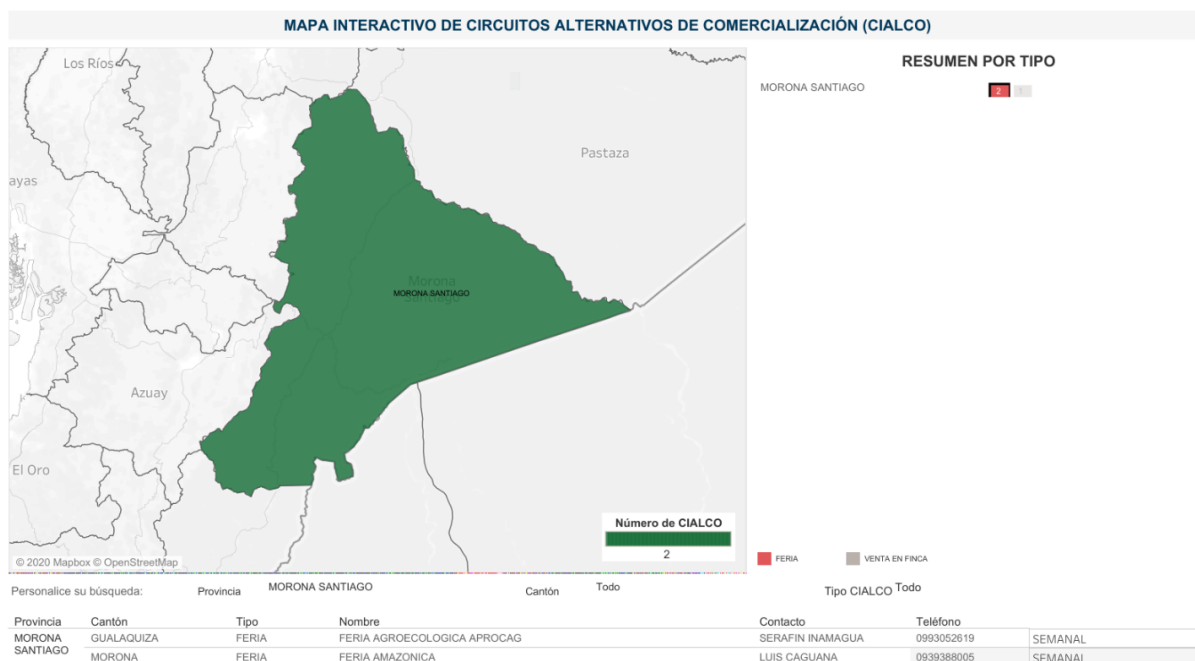 MAPA INTERACTIVO DE CIRCUITOS ALTERNATIVOS DE COMERCIALIZACIÓN (CIALCO)
Los Ríos
Pastaza
ayas
Morona
MORONA SANTIAGO
Santiago
Azuay
El Oro
© 2020 Mapbox © OpenStreetMap
Número de CIALCO
2
RESUMEN POR TIPO
MORONA SANTIAGO
2
FERIA
VENTA EN FINCA
Personalice su búsqueda: Provincia MORONA SANTIAGO Cantón Todo Tipo CIALCO Todo
Provincia Cantón Tipo Nombre Contacto Teléfono
MORONA SANTIAGO GUALAQUIZA FERIA FERIA AGROECOLOGICA APROCAG SERAFIN INAMAGUA 0993052619 SEMANAL
MORONA FERIA FERIA AMAZONICA LUIS CAGUANA 0939388005 SEMANAL